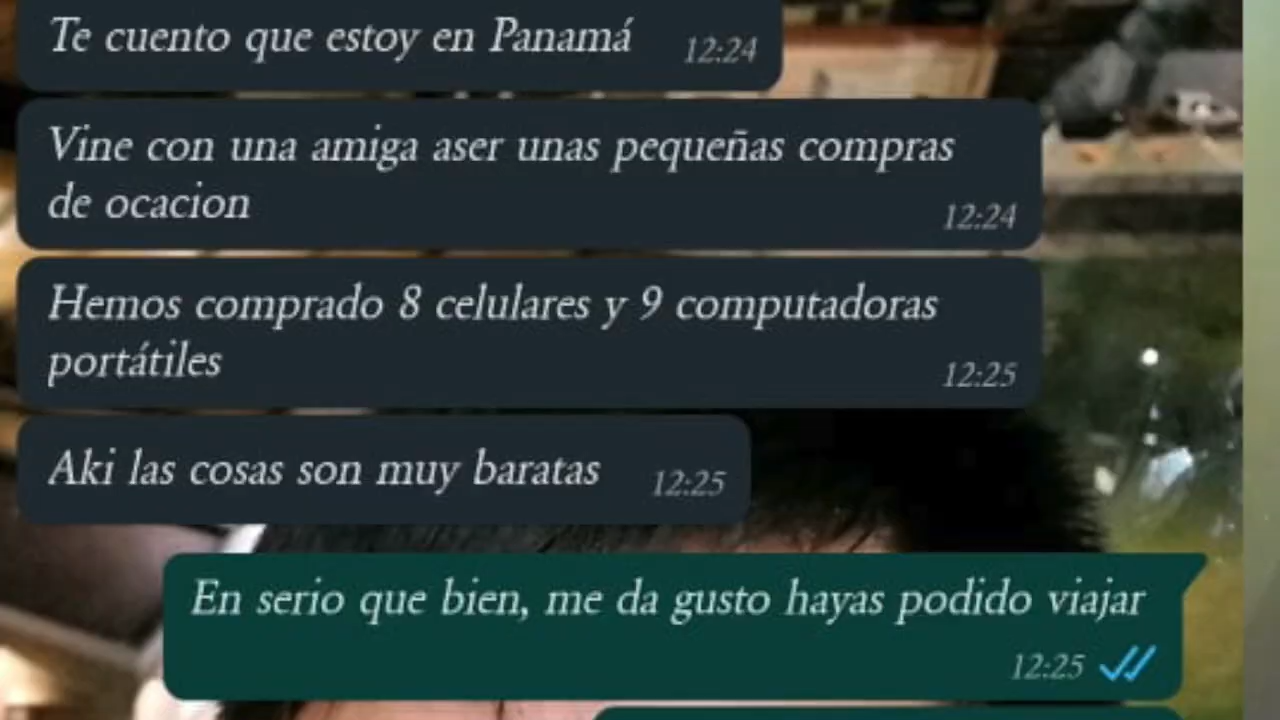 Te cuento que estoy en Panamá 12:24
Vine con una amiga aser unas pequeñas compras
de ocacion 12:24
Hemos comprado 8 celulares y 9 computadoras
portátiles 12:25
Aki las cosas son muy baratas 12:25
En serio que bien, me da gusto hayas podido viajar
12:25